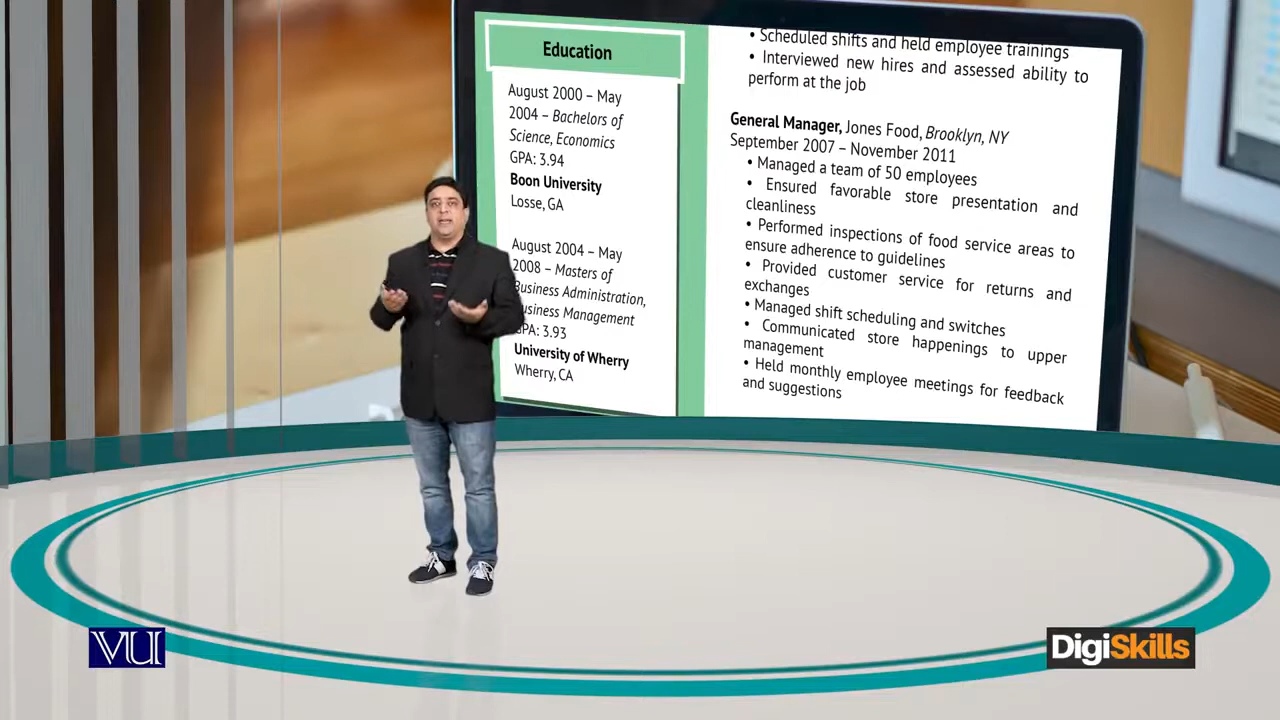 Education
August 2000 – May
2004 – Bachelors of
Science, Economics
GPA: 3.94
Boon University
Losse, GA
August 2004 – May
2008 – Masters of
Business Administration,
Business Management
GPA: 3.93
University of Wherry
Wherry, CA
• Scheduled shifts and held employee trainings
• Interviewed new hires and assessed ability to
perform at the job
General Manager, Jones Food, Brooklyn, NY
September 2007 – November 2011
• Managed a team of 50 employees
• Ensured favorable store presentation and
cleanliness
• Performed inspections of food service areas to
ensure adherence to guidelines
• Provided customer service for returns and
exchanges
• Managed shift scheduling and switches
• Communicated store happenings to upper
management
• Held monthly employee meetings for feedback
and suggestions
VU
DigiSkills